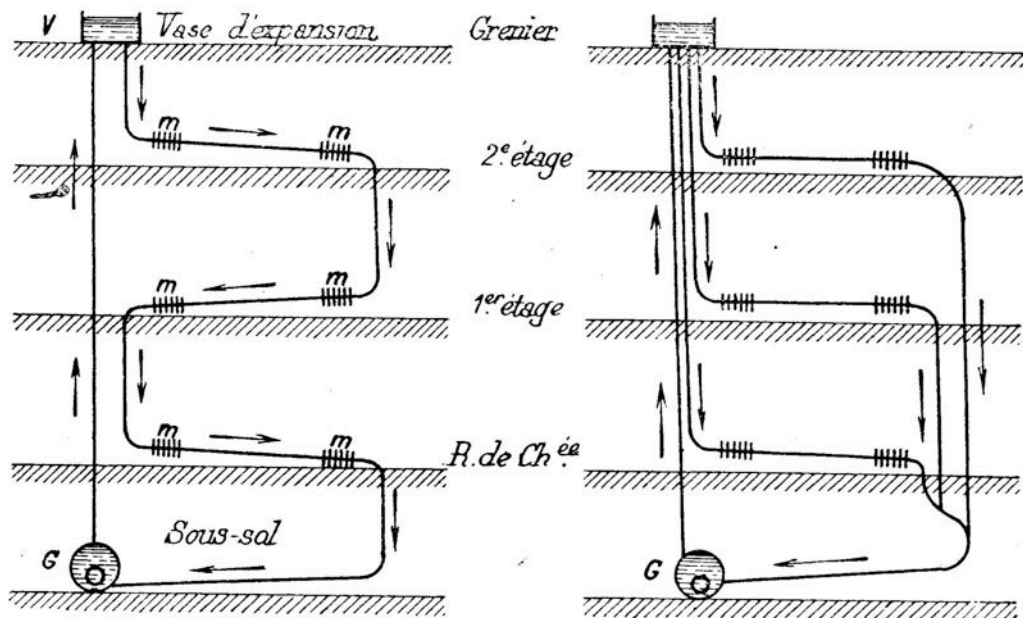 V Vase d'expansion Grenier
m m
2e. étage
m m
1er. étage
m m
R. de Chée.
Sous-sol
G G